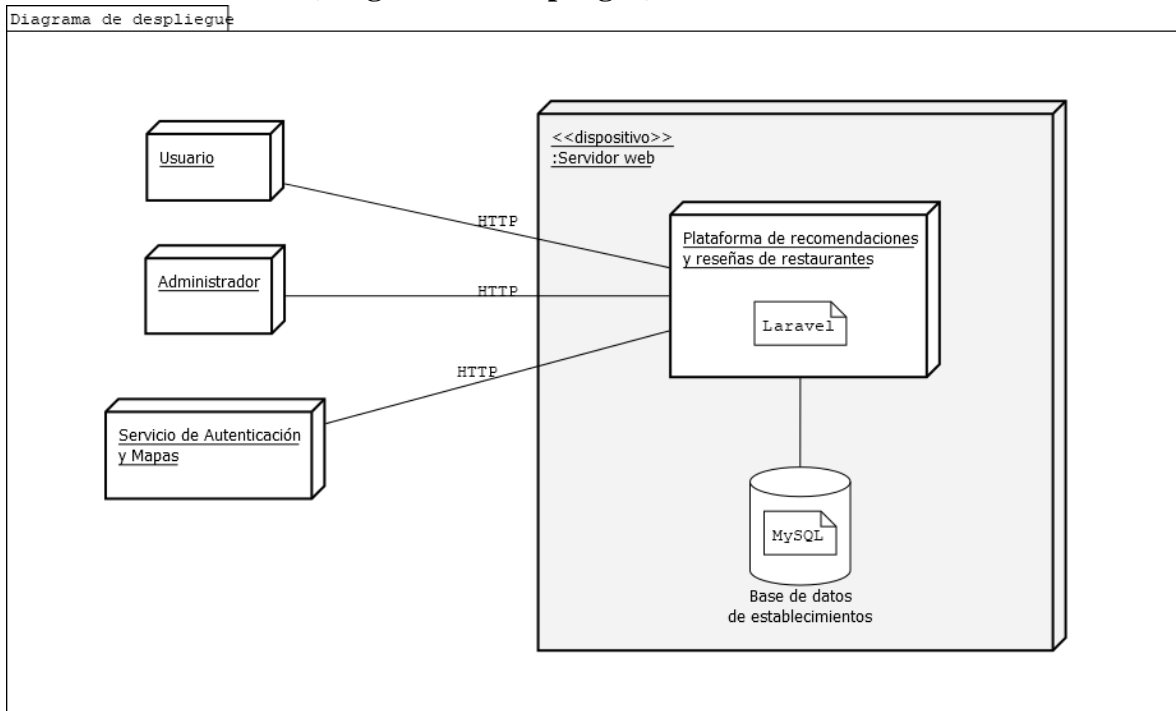 Diagrama de despliegue
Usuario
Administrador
Servicio de Autenticación
y Mapas
HTTP
HTTP
HTTP
<<dispositivo>>
:Servidor web
Plataforma de recomendaciones
y reseñas de restaurantes
Laravel
MySQL
Base de datos
de establecimientos